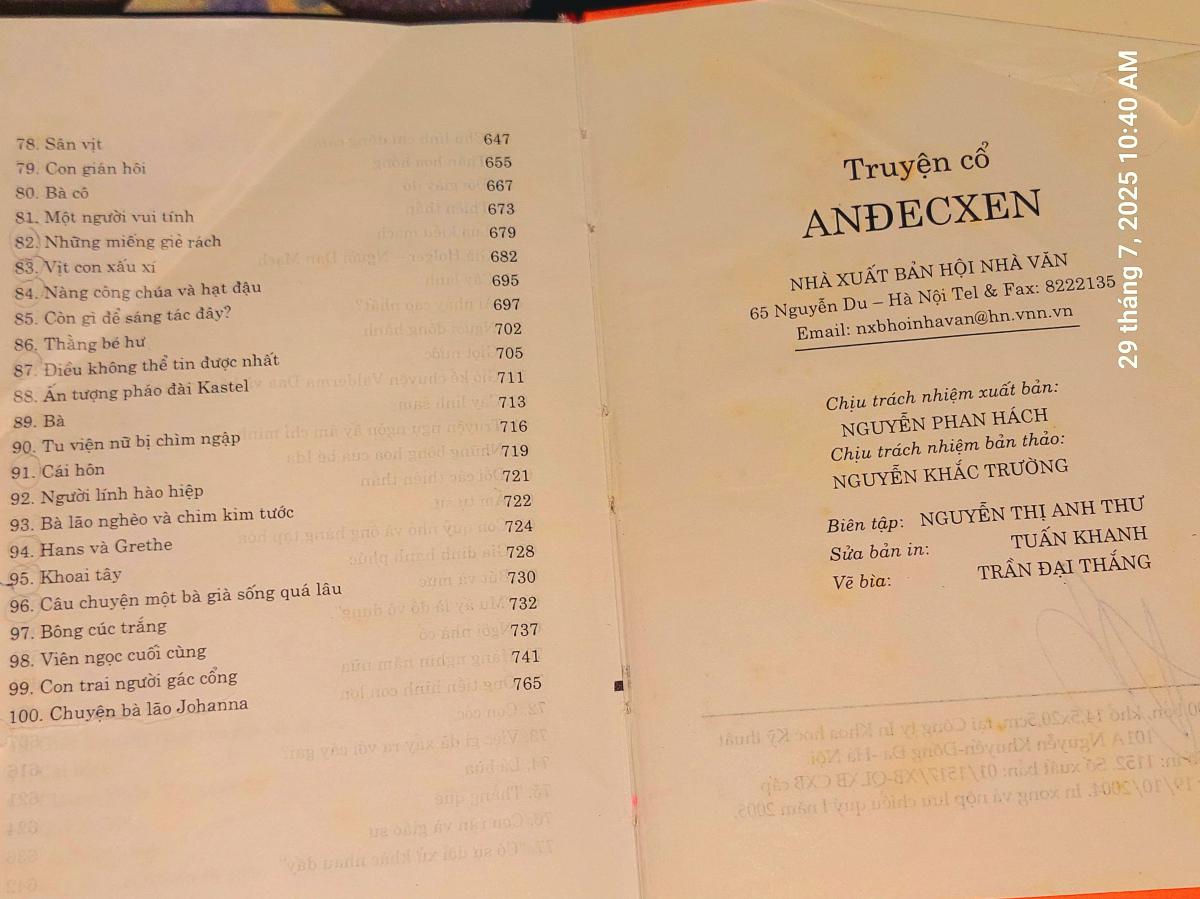 78. Sân vịt 647
79. Con gián hôi 655
80. Bà cô 667
81. Một người vui tính 673
82. Những miếng giẻ rách 679
83. Vịt con xấu xí 682
84. Nàng công chúa và hạt đậu 695
85. Còn gì để sáng tác đây? 697
86. Thằng bé hư 702
87. Điều không thể tin được nhất 705
88. Ấn tượng pháo đài Kastel 711
89. Bà 713
90. Tu viện nữ bị chìm ngập 716
91. Cái hôn 719
92. Người lính hào hiệp 721
93. Bà lão nghèo và chim kim tước 722
94. Hans và Grethe 724
95. Khoai tây 728
96. Câu chuyện một bà già sống quá lâu 730
97. Bông cúc trắng 732
98. Viên ngọc cuối cùng 737
99. Con trai người gác cổng 741
100. Chuyện bà lão Johanna 765
Truyện cổ
ANĐECXEN
NHÀ XUẤT BẢN HỘI NHÀ VĂN
65 Nguyễn Du – Hà Nội Tel & Fax: 8222135
Email: nxbhoinhavan@hn.vnn.vn
Chịu trách nhiệm xuất bản:
NGUYỄN PHAN HÁCH
Chịu trách nhiệm bản thảo:
NGUYỄN KHẮC TRƯỜNG
Biên tập: NGUYỄN THỊ ANH THƯ
Sửa bản in: TUẤN KHANH
Vẽ bìa: TRẦN ĐẠI THẮNG
29 tháng 7, 2025 10:40 AM